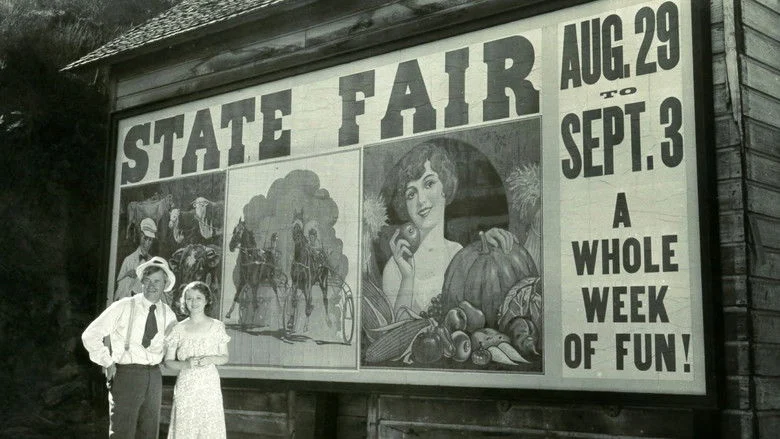 STATE FAIR
AUG. 29
TO
SEPT. 3
A
WHOLE
WEEK
OF FUN!